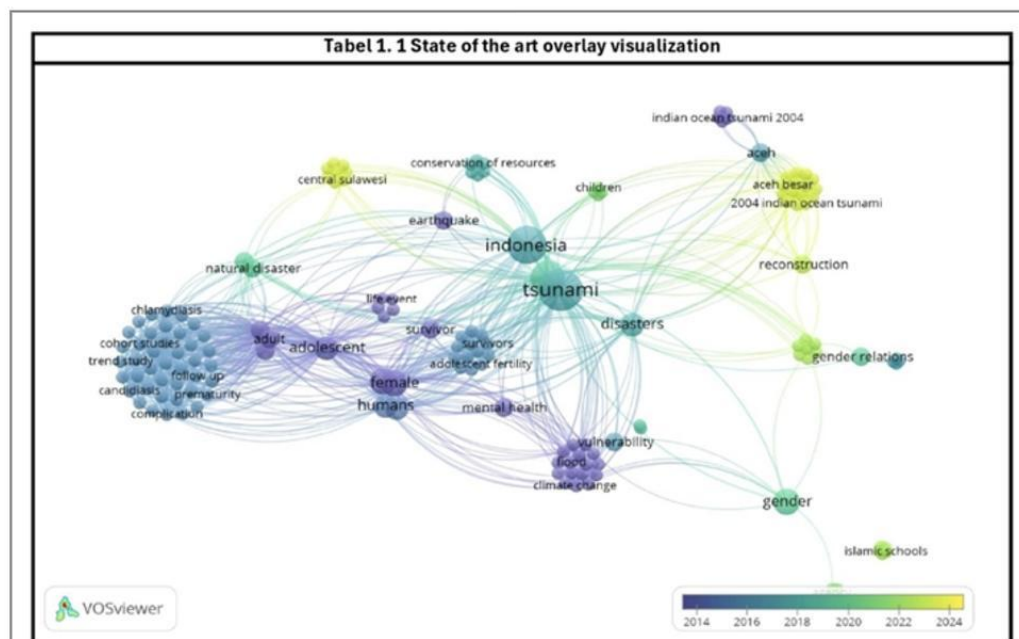 Tabel 1. 1 State of the art overlay visualization
indian ocean tsunami 2004
aceh
conservation of resources
central sulawesi
children
aceh besar
2004 indian ocean tsunami
earthquake
indonesia
natural disaster
reconstruction
tsunami
life event
chlamydiasis
disasters
survivor
adult
cohort studies
adolescent
survivors
trend study
gender relations
adolescent fertility
follow up
female
candidiasis
prematurity
humans
mental health
complication
vulnerability
flood
climate change
gender
islamic schools
VOSviewer
2014 2016 2018 2020 2022 2024